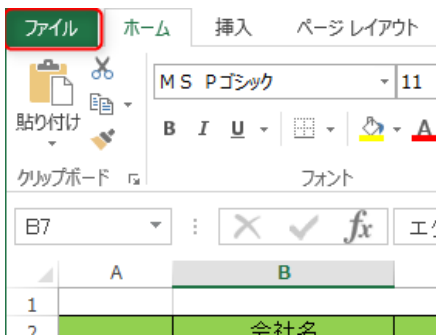 ファイル ホーム 挿入 ページ レイアウト
ＭＳ Ｐゴシック 11
貼り付け B I U A
クリップボード フォント
B7 fx エク
A B
1
2 会社名